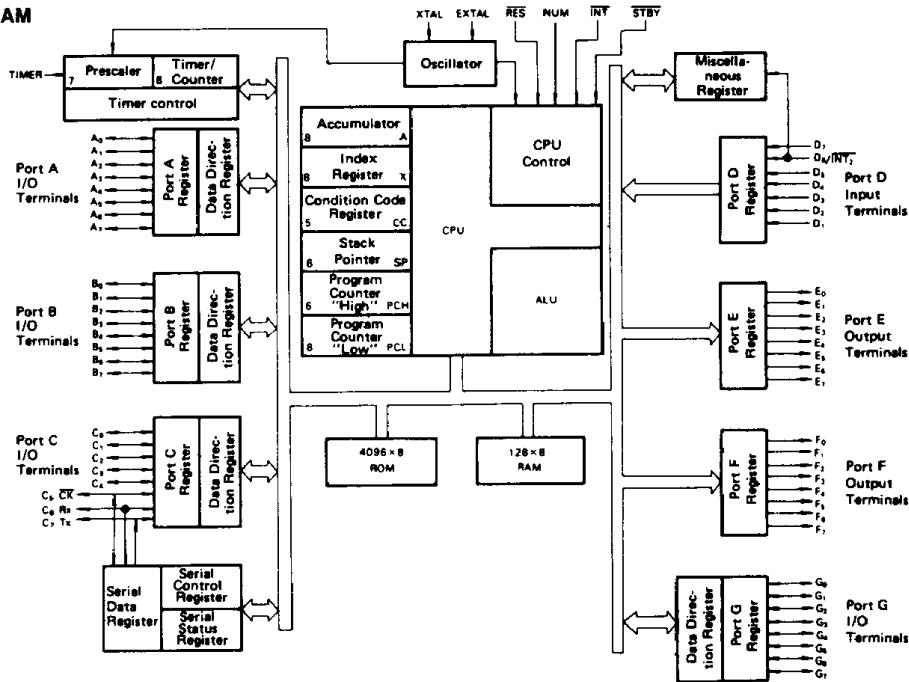 AM
XTAL EXTAL RES NUM INT STBY
TIMER
Prescaler
7
Timer/
Counter
8
Timer control
Oscillator
Miscella-
neous
Register
Port A
I/O
Terminals
A0
A1
A2
A3
A4
A5
A6
A7
Port A
Register
Data Direc-
tion Register
Accumulator
8 A
Index
Register
8 X
Condition Code
Register
5 CC
Stack
Pointer
6 SP
Program
Counter
"High"
6 PCH
Program
Counter
"Low"
8 PCL
CPU
CPU
Control
ALU
Port D
Register
D7
D6/INT2
D5
D4
D3
D2
D1
Port D
Input
Terminals
Port B
I/O
Terminals
B0
B1
B2
B3
B4
B5
B6
B7
Port B
Register
Data Direc-
tion Register
Port E
Register
E0
E1
E2
E3
E4
E5
E6
E7
Port E
Output
Terminals
Port C
I/O
Terminals
C0
C1
C2
C3
C4
C5 CK
C6 Rx
C7 Tx
Port C
Register
Data Direc-
tion Register
4096×8
ROM
128×8
RAM
Port F
Register
F0
F1
F2
F3
F4
F5
F6
F7
Port F
Output
Terminals
Serial
Data
Register
Serial
Control
Register
Serial
Status
Register
Data Direc-
tion Register
Port G
Register
G0
G1
G2
G3
G4
G5
G6
G7
Port G
I/O
Terminals